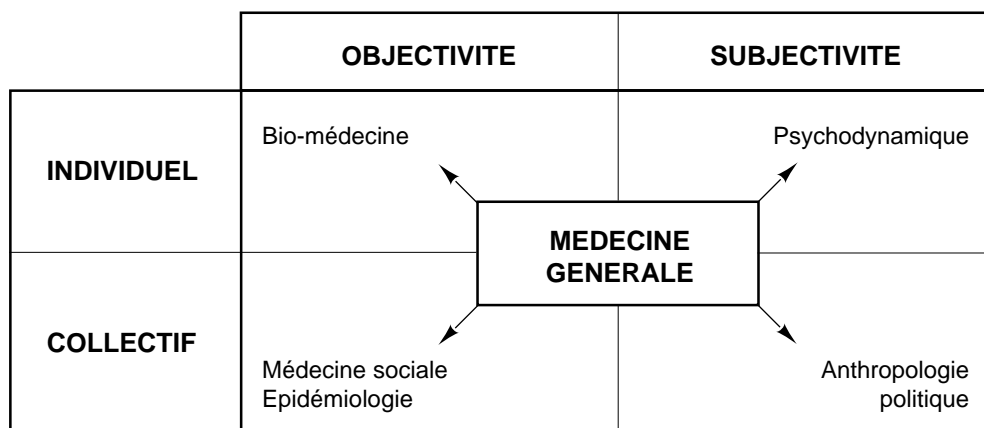 OBJECTIVITE
SUBJECTIVITE
INDIVIDUEL
Bio-médecine
Psychodynamique
MEDECINE
GENERALE
COLLECTIF
Médecine sociale
Epidémiologie
Anthropologie
politique